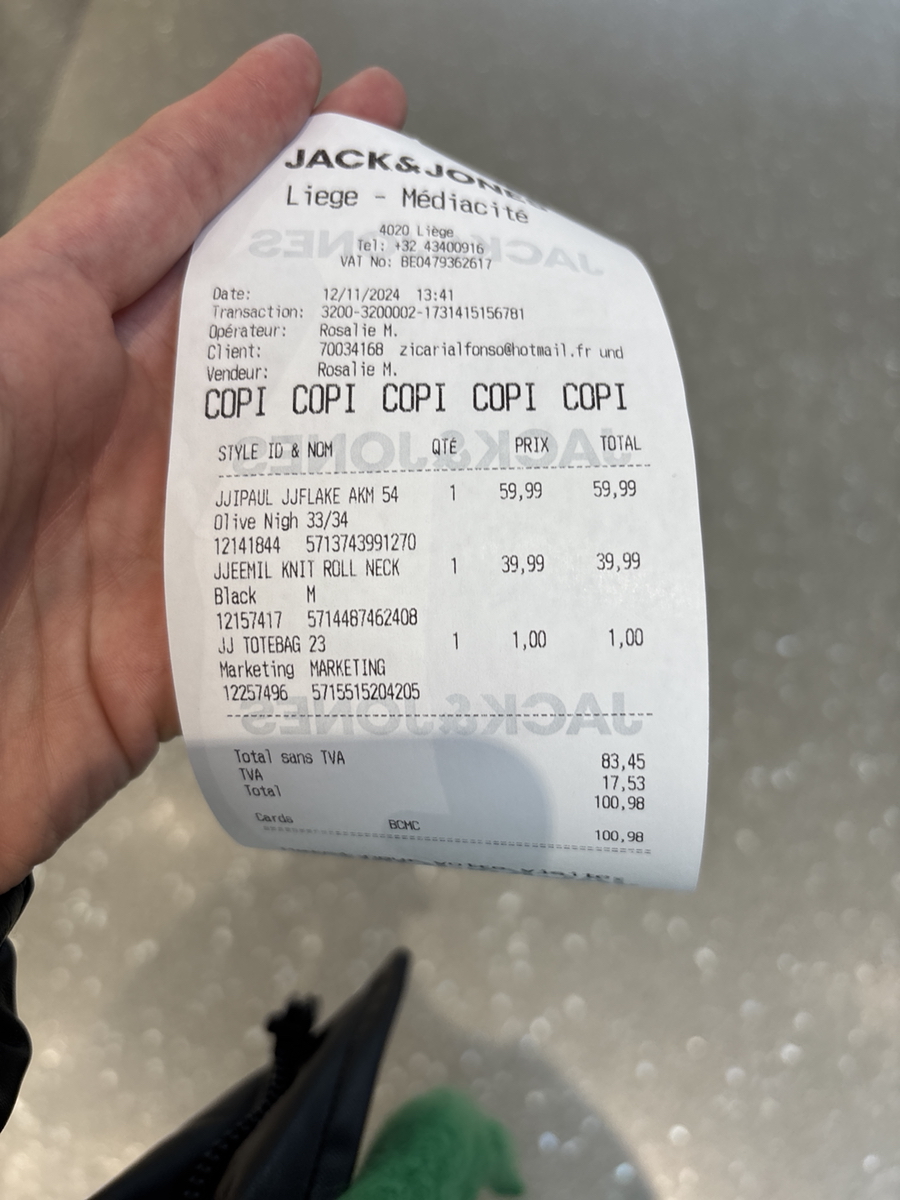 JACK&JONES
Liege - Médiacité
4020 Liège
Tel: +32 43400916
VAT No: BE0479362617
Date: 12/11/2024 13:41
Transaction: 3200-3200002-1731415156781
Opérateur: Rosalie M.
Client: 70034168 zicarialfonso@hotmail.fr und
Vendeur: Rosalie M.
COPI COPI COPI COPI COPI
STYLE ID & NOM QTÉ PRIX TOTAL
JJIPAUL JJFLAKE AKM 54 1 59,99 59,99
Olive Nigh 33/34
12141844 5713743991270
JJEEMIL KNIT ROLL NECK 1 39,99 39,99
Black M
12157417 5714487462408
JJ TOTEBAG 23 1 1,00 1,00
Marketing MARKETING
12257496 5715515204205
Total sans TVA 83,45
TVA 17,53
Total 100,98
Cards BCMC 100,98